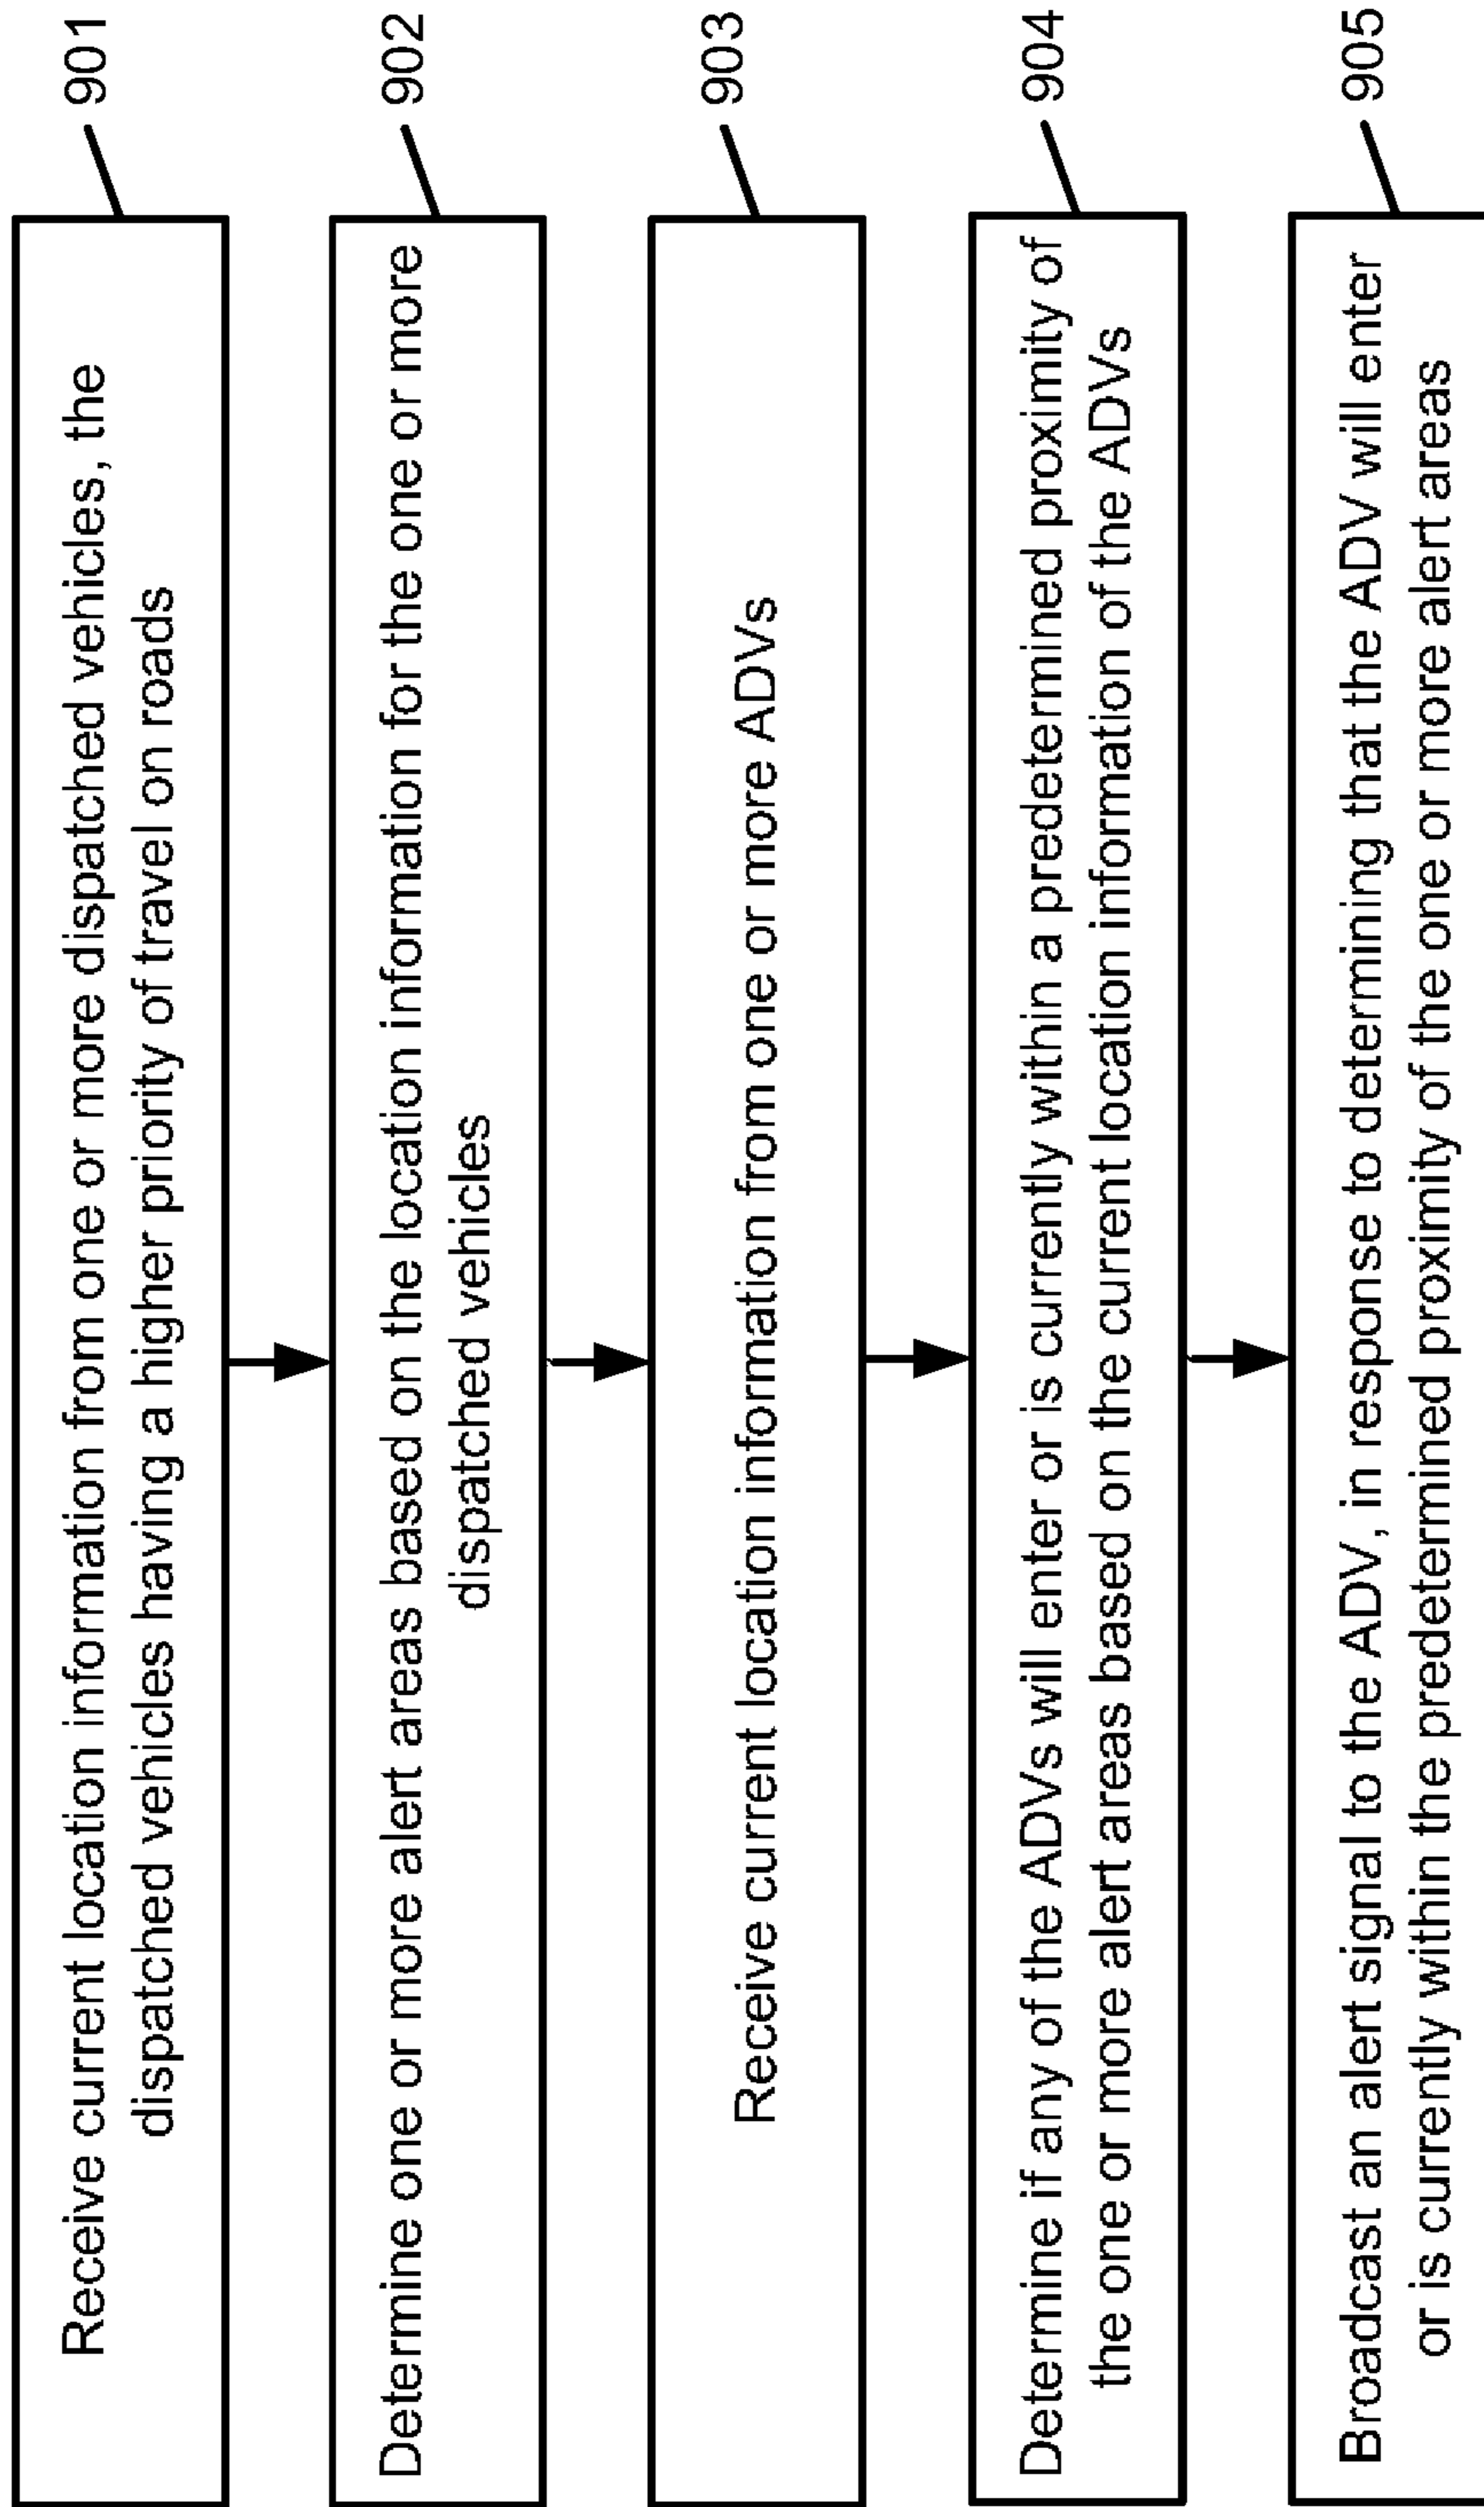 Receive current location information from one or more dispatched vehicles, the
dispatched vehicles having a higher priority of travel on roads
901
Determine one or more alert areas based on the location information for the one or more
dispatched vehicles
902
Receive current location information from one or more ADVs
903
Determine if any of the ADVs will enter or is currently within a predetermined proximity of
the one or more alert areas based on the current location information of the ADVs
904
Broadcast an alert signal to the ADV, in response to determining that the ADV will enter
or is currently within the predetermined proximity of the one or more alert areas
905